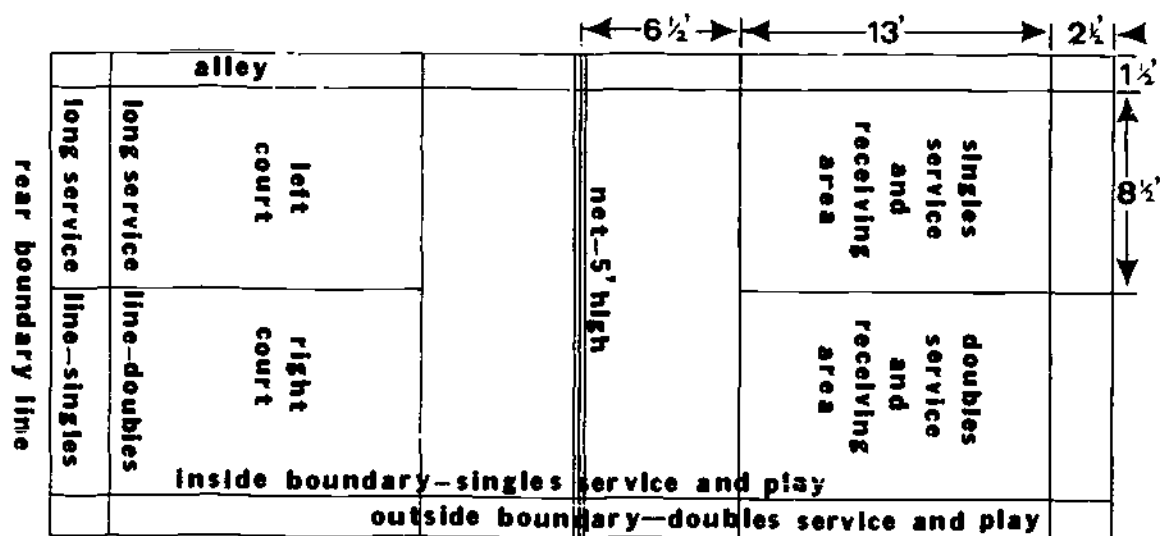 6½'
13'
2½'
1½'
8½'
alley
rear boundary line
long service line–singles
long service line–doubies
left
court
right
court
net–5' high
singles
service
and
receiving
area
doubles
service
and
receiving
area
inside boundary–singles service and play
outside boundary—doubles service and play